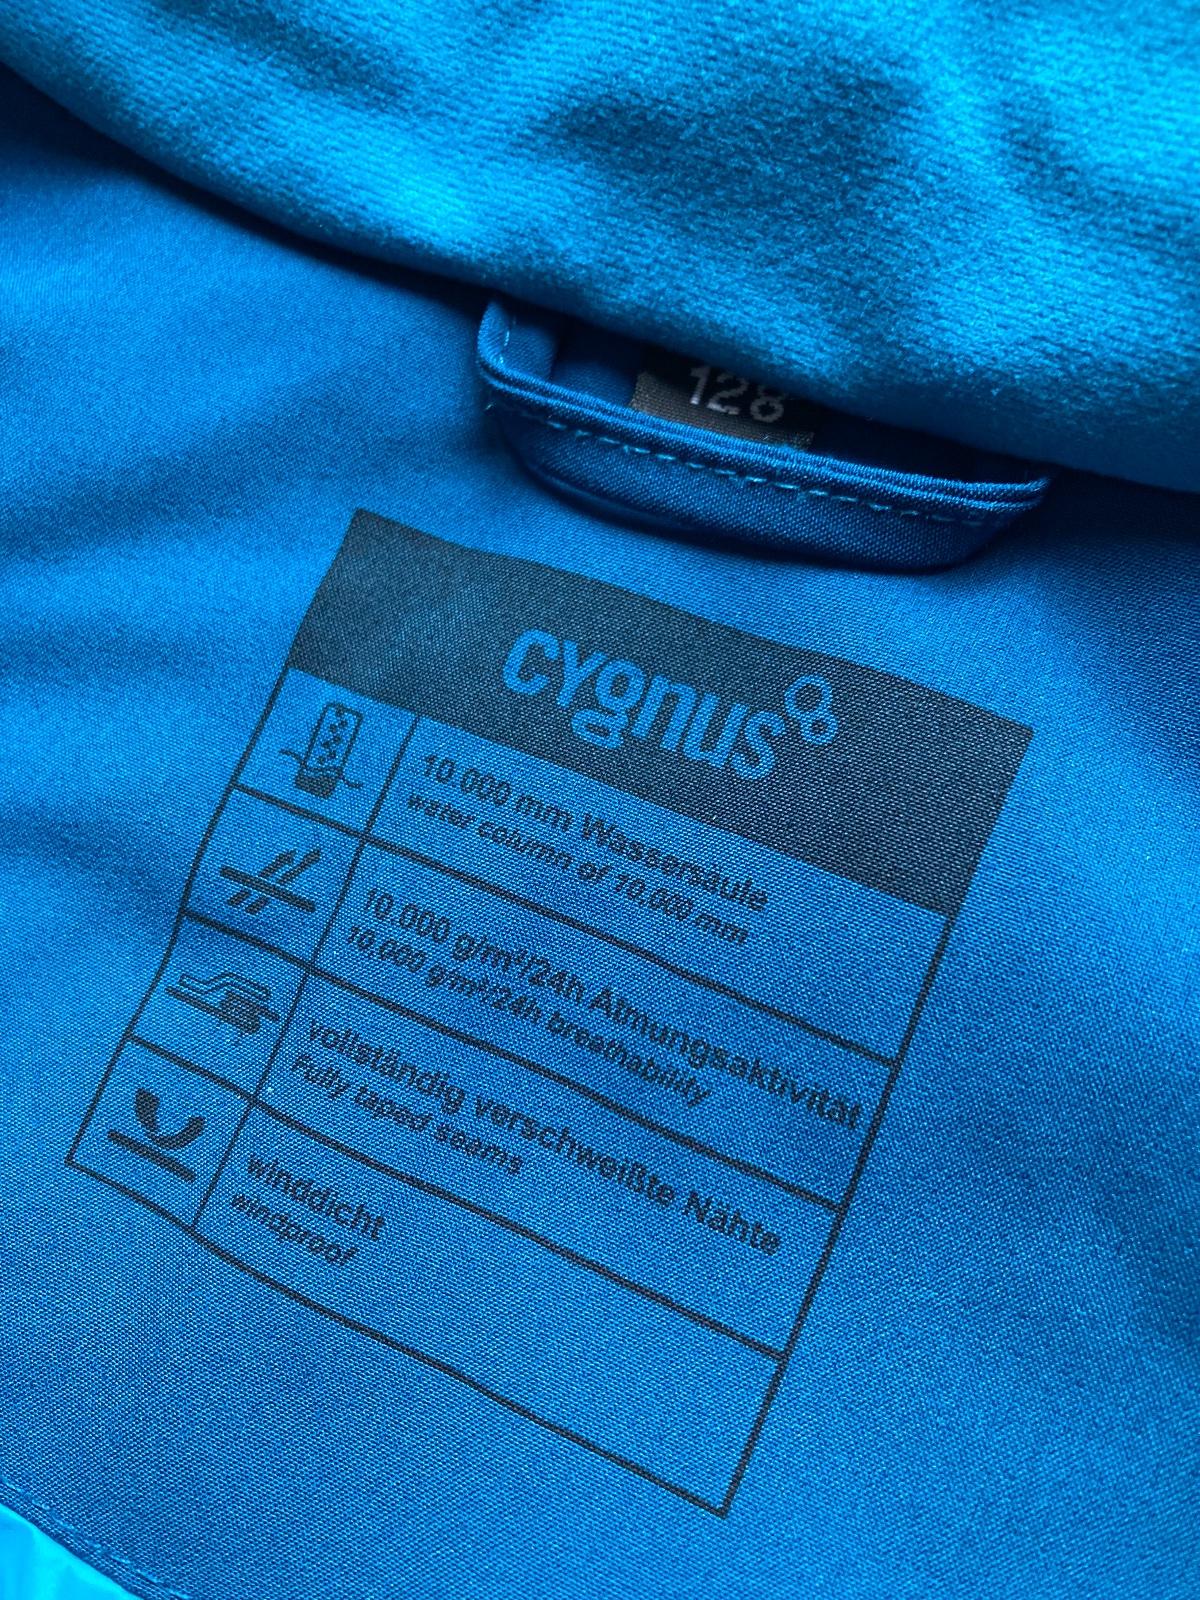 128
cygnus
10.000 mm Wassersäule
water column of 10,000 mm
10.000 g/m²/24h Atmungsaktivität
10,000 g/m²/24h breathability
vollständig verschweißte Nähte
Fully taped seams
winddicht
windproof